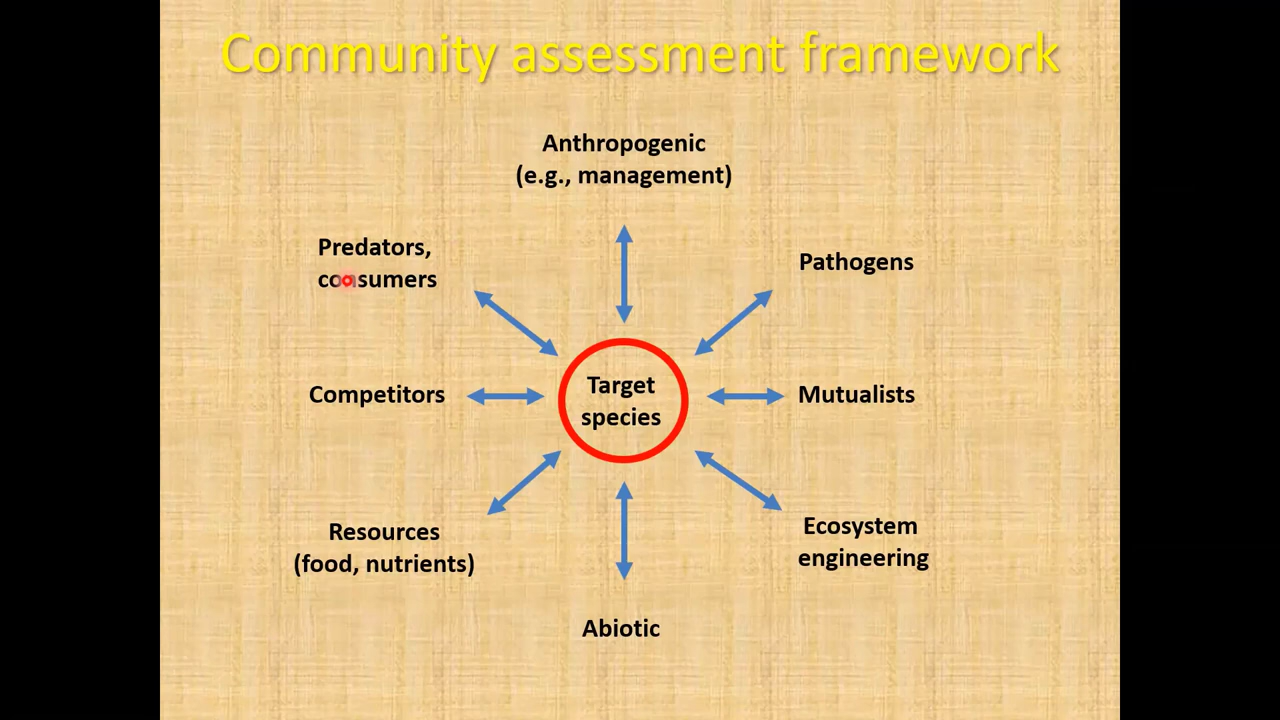 Community assessment framework
Anthropogenic
(e.g., management)
Predators,
consumers
Pathogens
Competitors
Target
species
Mutualists
Resources
(food, nutrients)
Ecosystem
engineering
Abiotic